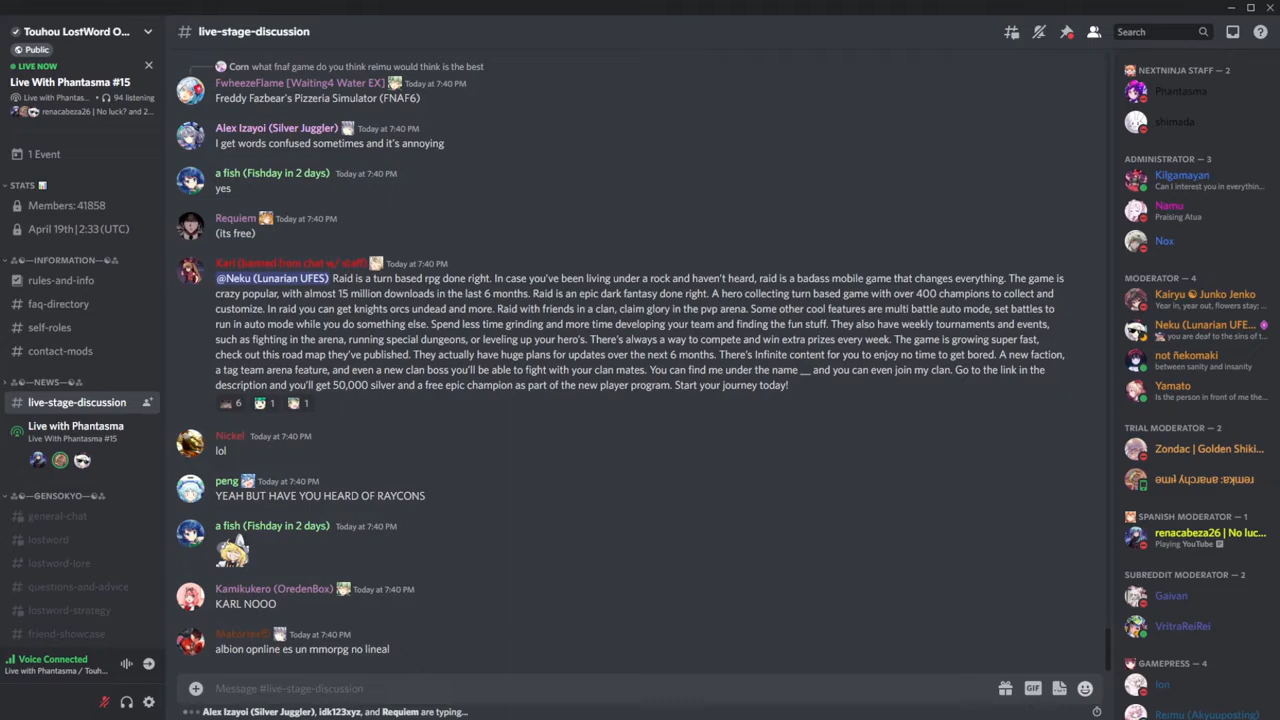 Touhou LostWord O...
Public
LIVE NOW
Live With Phantasma #15
Live with Phantas... • 94 listening
renacabeza26 | No luck? and 2...
1 Event
STATS
Members: 41858
April 19th | 2:33 (UTC)
INFORMATION
rules-and-info
faq-directory
self-roles
contact-mods
NEWS
live-stage-discussion
Live with Phantasma
Live With Phantasma #15
GENSOKYO
general-chat
lostword
lostword-lore
questions-and-advice
lostword-strategy
friend-showcase
Voice Connected
Live with Phantasma / Touh...
# live-stage-discussion
Search
Corn what fnaf game do you think reimu would think is the best
FwheezeFlame [Waiting4 Water EX] Today at 7:40 PM
Freddy Fazbear's Pizzeria Simulator (FNAF6)
Alex Izayoi (Silver Juggler) Today at 7:40 PM
I get words confused sometimes and it's annoying
a fish (Fishday in 2 days) Today at 7:40 PM
yes
Requiem Today at 7:40 PM
(its free)
Karl (banned from chat w/ staff) Today at 7:40 PM
@Neku (Lunarian UFES) Raid is a turn based rpg done right. In case you've been living under a rock and haven't heard, raid is a badass mobile game that changes everything. The game is
crazy popular, with almost 15 million downloads in the last 6 months. Raid is an epic dark fantasy done right. A hero collecting turn based game with over 400 champions to collect and
customize. In raid you can get knights orcs undead and more. Raid with friends in a clan, claim glory in the pvp arena. Some other cool features are multi battle auto mode, set battles to
run in auto mode while you do something else. Spend less time grinding and more time developing your team and finding the fun stuff. They also have weekly tournaments and events,
such as fighting in the arena, running special dungeons, or leveling up your hero's. There's always a way to compete and win extra prizes every week. The game is growing super fast,
check out this road map they've published. They actually have huge plans for updates over the next 6 months. There's Infinite content for you to enjoy no time to get bored. A new faction,
a tag team arena feature, and even a new clan boss you'll be able to fight with your clan mates. You can find me under the name __ and you can even join my clan. Go to the link in the
description and you'll get 50,000 silver and a free epic champion as part of the new player program. Start your journey today!
6 1 1
Nickel Today at 7:40 PM
lol
peng Today at 7:40 PM
YEAH BUT HAVE YOU HEARD OF RAYCONS
a fish (Fishday in 2 days) Today at 7:40 PM
Kamikukero (OredenBox) Today at 7:40 PM
KARL NOOO
Today at 7:40 PM
albion opnline es un mmorpg no lineal
Message #live-stage-discussion
GIF
Alex Izayoi (Silver Juggler), idk123xyz, and Requiem are typing...
NEXTNINJA STAFF — 2
Phantasma
shimada
ADMINISTRATOR — 3
Kilgamayan
Can I interest you in everythin...
Namu
Praising Atua
Nox
MODERATOR — 4
Kairyu ☯ Junko Jenko
Year in, year out, flowers stay;...
Neku (Lunarian UFE...
you are deaf to the sins of t...
not ñekomaki
between sanity and insanity
Yamato
Is the person in front of me the...
TRIAL MODERATOR — 2
Zondac | Golden Shiki...
SPANISH MODERATOR — 1
renacabeza26 | No luc...
Playing YouTube
SUBREDDIT MODERATOR — 2
Gaivan
VritraReiRei
GAMEPRESS — 4
Ion
Reimu (Akyuuposting)